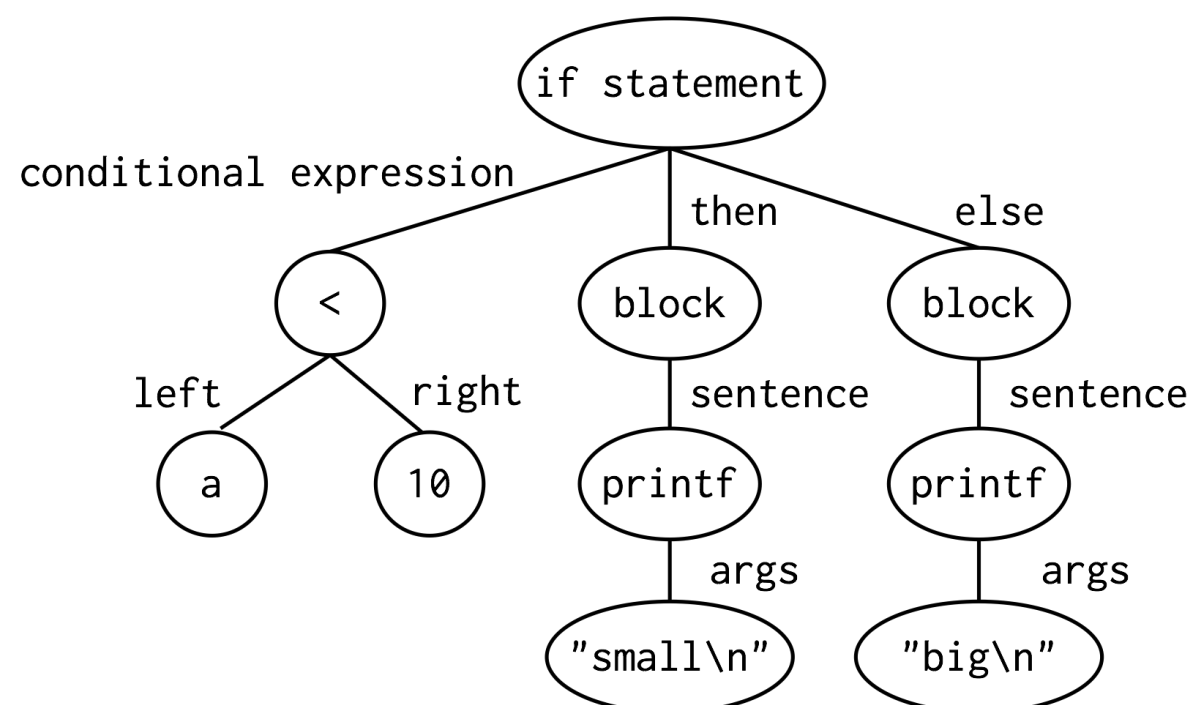 if statement
conditional expression
then
else
<
block
block
left
right
sentence
sentence
a
10
printf
printf
args
args
"small\n"
"big\n"